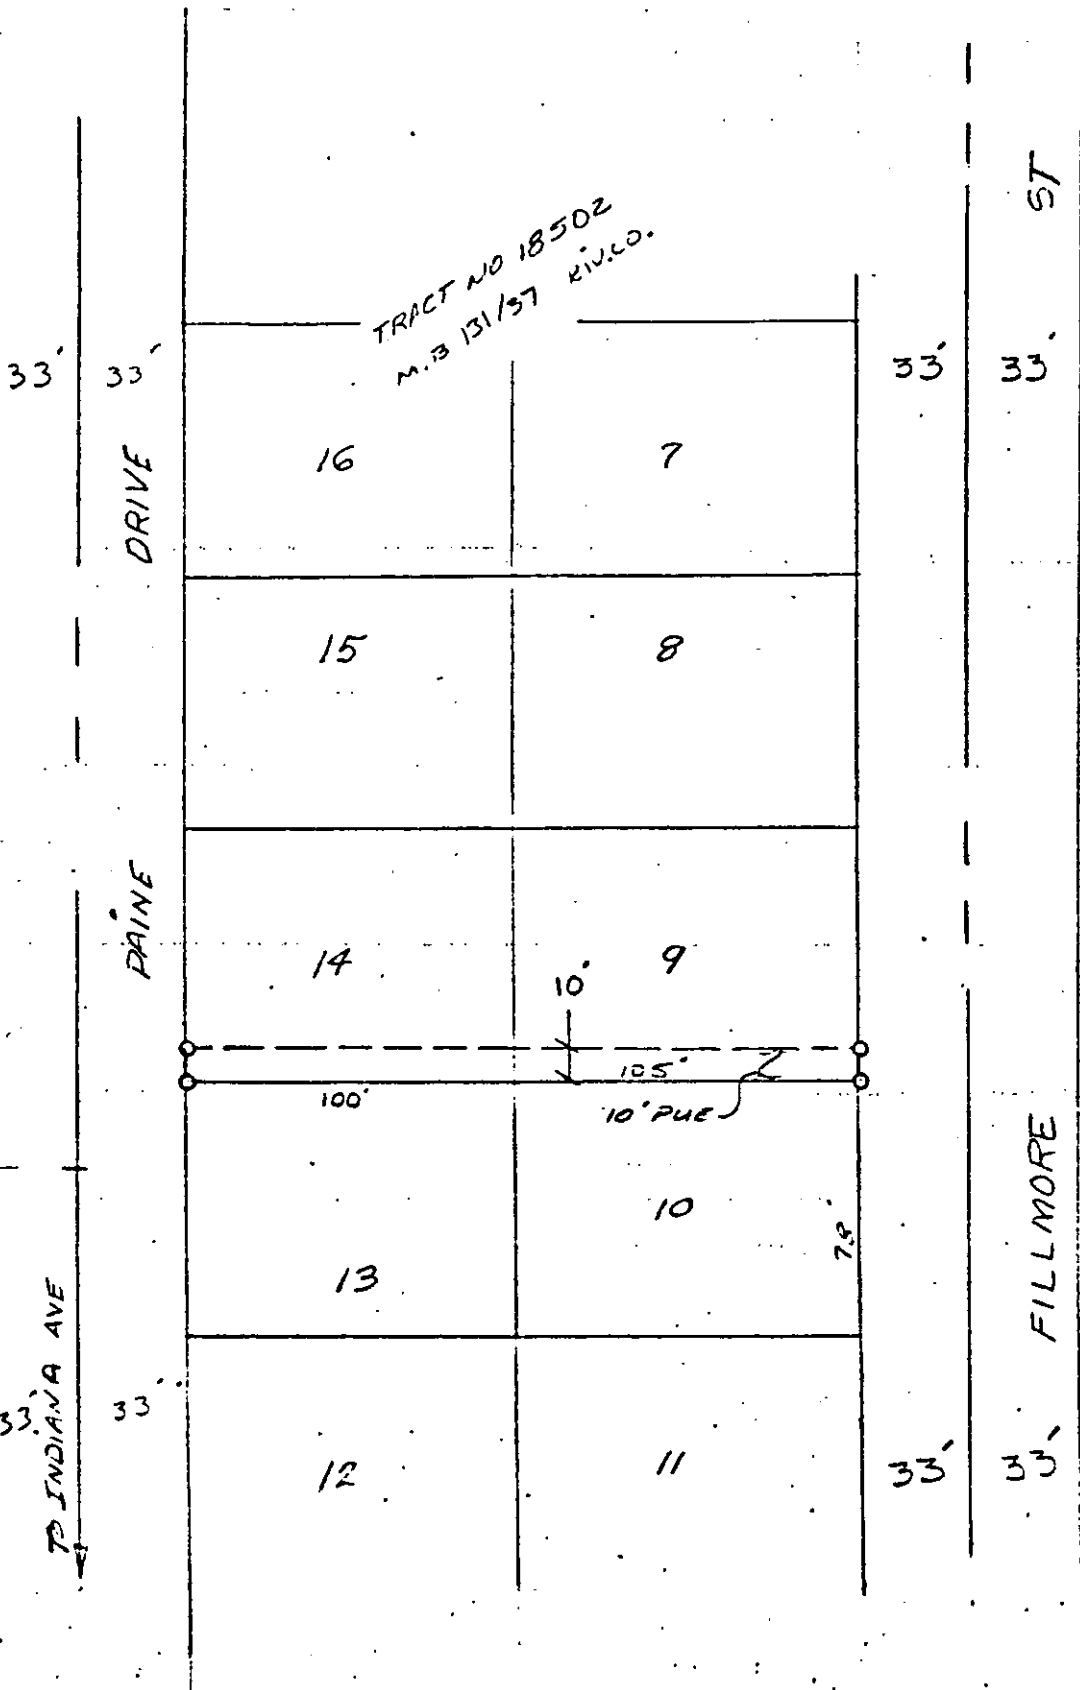 ST
TRACT NO 18502
M.B 131/37 RIV.CO.
33' 33' 33' 33'
DRIVE
16 7
15 8
PAINE
14 9
10'
105'
100' 10' PUE
10
78'
13
FILLMORE
TO INDIANA AVE
33' 33' 33' 33'
12 11